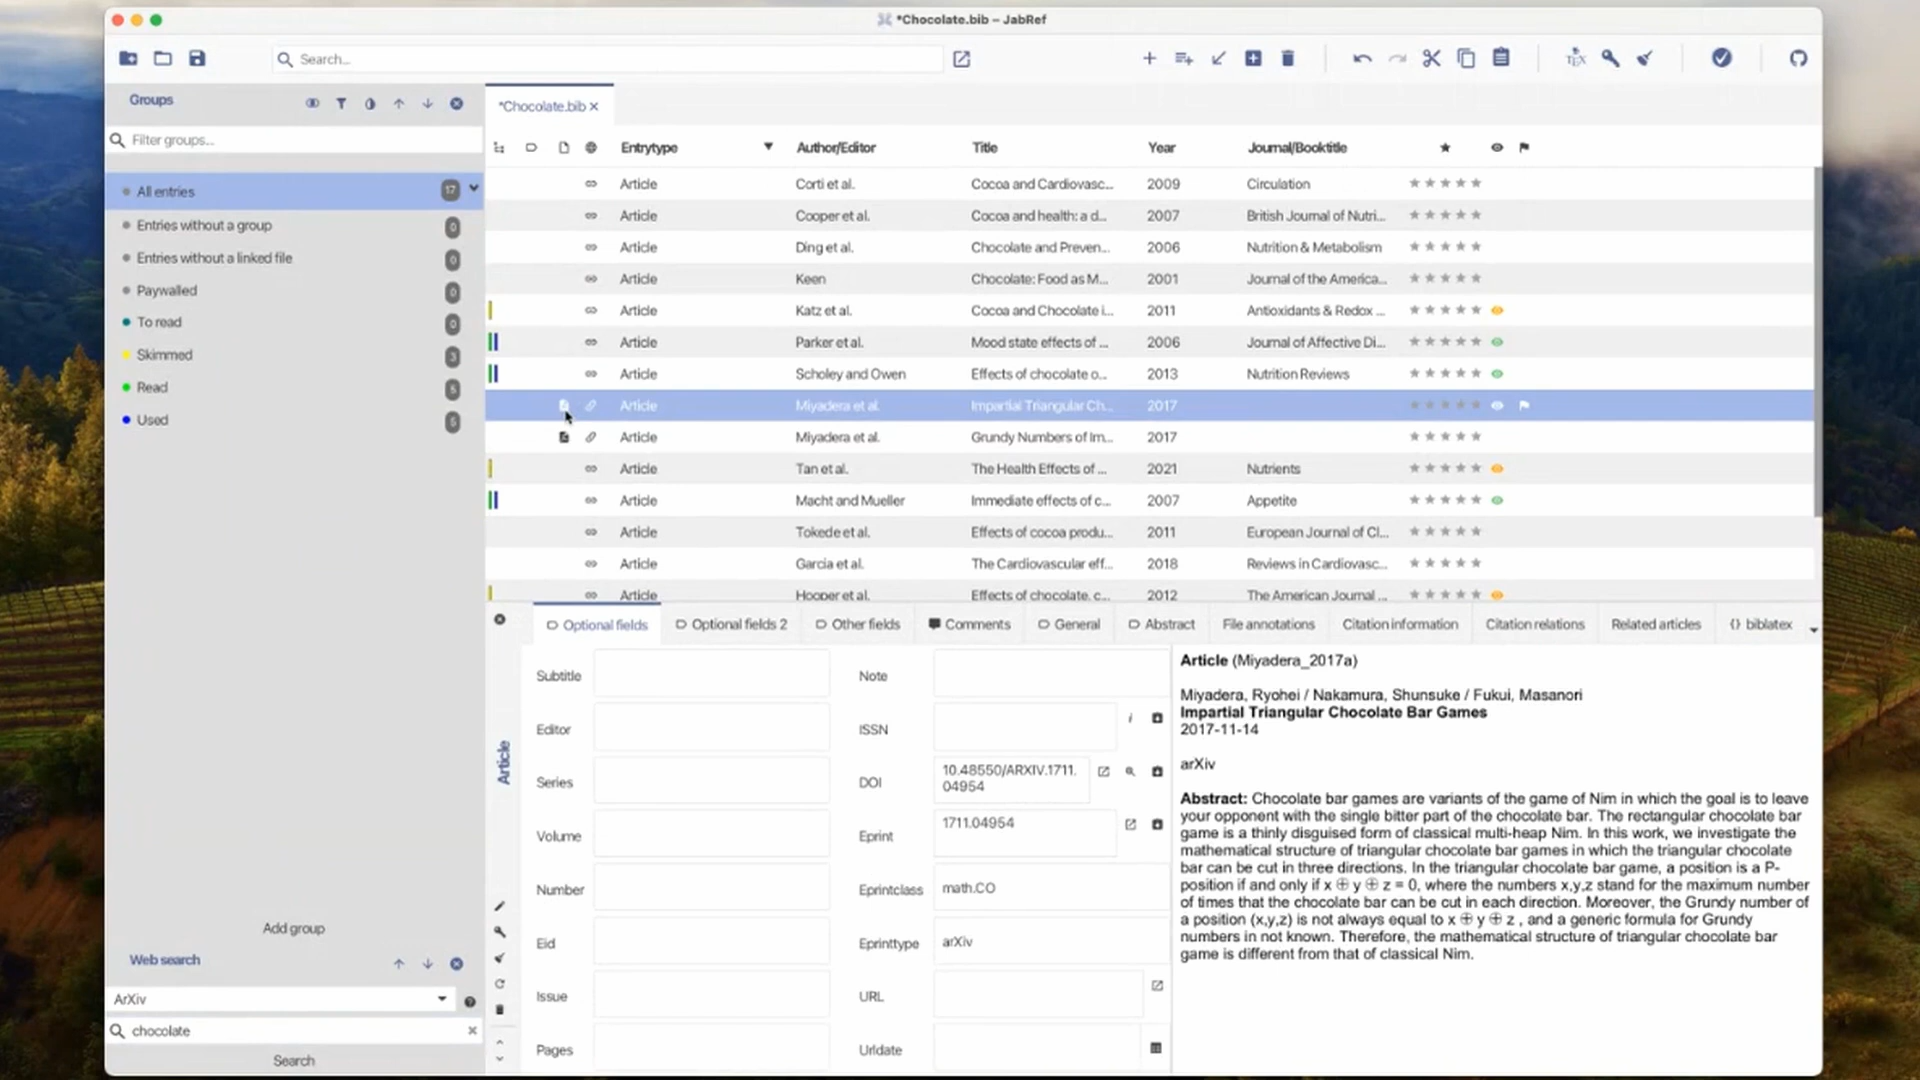 *Chocolate.bib – JabRef
Search...
TEX
Groups
Filter groups...
All entries 17
Entries without a group 0
Entries without a linked file 0
Paywalled 0
To read 0
Skimmed 3
Read 5
Used 5
Add group
Web search
ArXiv
chocolate
Search
*Chocolate.bib
Entrytype Author/Editor Title Year Journal/Booktitle
Article Corti et al. Cocoa and Cardiovasc... 2009 Circulation
Article Cooper et al. Cocoa and health: a d... 2007 British Journal of Nutri...
Article Ding et al. Chocolate and Preven... 2006 Nutrition & Metabolism
Article Keen Chocolate: Food as M... 2001 Journal of the America...
Article Katz et al. Cocoa and Chocolate i... 2011 Antioxidants & Redox ...
Article Parker et al. Mood state effects of ... 2006 Journal of Affective Di...
Article Scholey and Owen Effects of chocolate o... 2013 Nutrition Reviews
Article Miyadera et al. Impartial Triangular Ch... 2017
Article Miyadera et al. Grundy Numbers of Im... 2017
Article Tan et al. The Health Effects of ... 2021 Nutrients
Article Macht and Mueller Immediate effects of c... 2007 Appetite
Article Tokede et al. Effects of cocoa produ... 2011 European Journal of Cl...
Article Garcia et al. The Cardiovascular eff... 2018 Reviews in Cardiovasc...
Article Hooper et al. Effects of chocolate, c... 2012 The American Journal ...
Optional fields Optional fields 2 Other fields Comments General Abstract File annotations Citation information Citation relations Related articles {} biblatex
Article
Subtitle
Editor
Series
Volume
Number
Eid
Issue
Pages
Note
ISSN
DOI 10.48550/ARXIV.1711.
04954
Eprint 1711.04954
Eprintclass math.CO
Eprinttype arXiv
URL
Urldate
Article (Miyadera_2017a)
Miyadera, Ryohei / Nakamura, Shunsuke / Fukui, Masanori
Impartial Triangular Chocolate Bar Games
2017-11-14
arXiv
Abstract: Chocolate bar games are variants of the game of Nim in which the goal is to leave
your opponent with the single bitter part of the chocolate bar. The rectangular chocolate bar
game is a thinly disguised form of classical multi-heap Nim. In this work, we investigate the
mathematical structure of triangular chocolate bar games in which the triangular chocolate
bar can be cut in three directions. In the triangular chocolate bar game, a position is a P-
position if and only if x ⊕ y ⊕ z = 0, where the numbers x,y,z stand for the maximum number
of times that the chocolate bar can be cut in each direction. Moreover, the Grundy number of
a position (x,y,z) is not always equal to x ⊕ y ⊕ z , and a generic formula for Grundy
numbers in not known. Therefore, the mathematical structure of triangular chocolate bar
game is different from that of classical Nim.